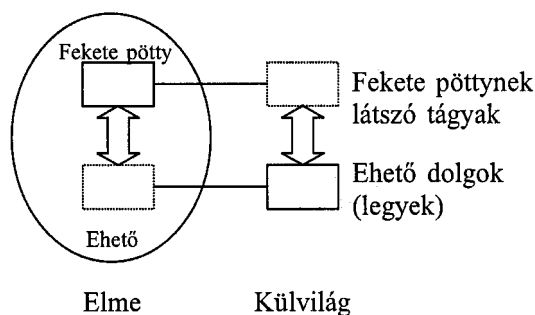 Fekete pötty
Fekete pöttynek
látszó tágyak
Ehető dolgok
(legyek)
Ehető
Elme
Külvilág